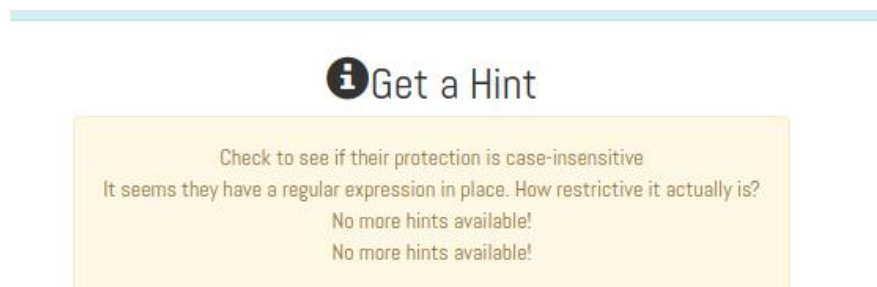 Get a Hint
Check to see if their protection is case-insensitive
It seems they have a regular expression in place. How restrictive it actually is?
No more hints available!
No more hints available!